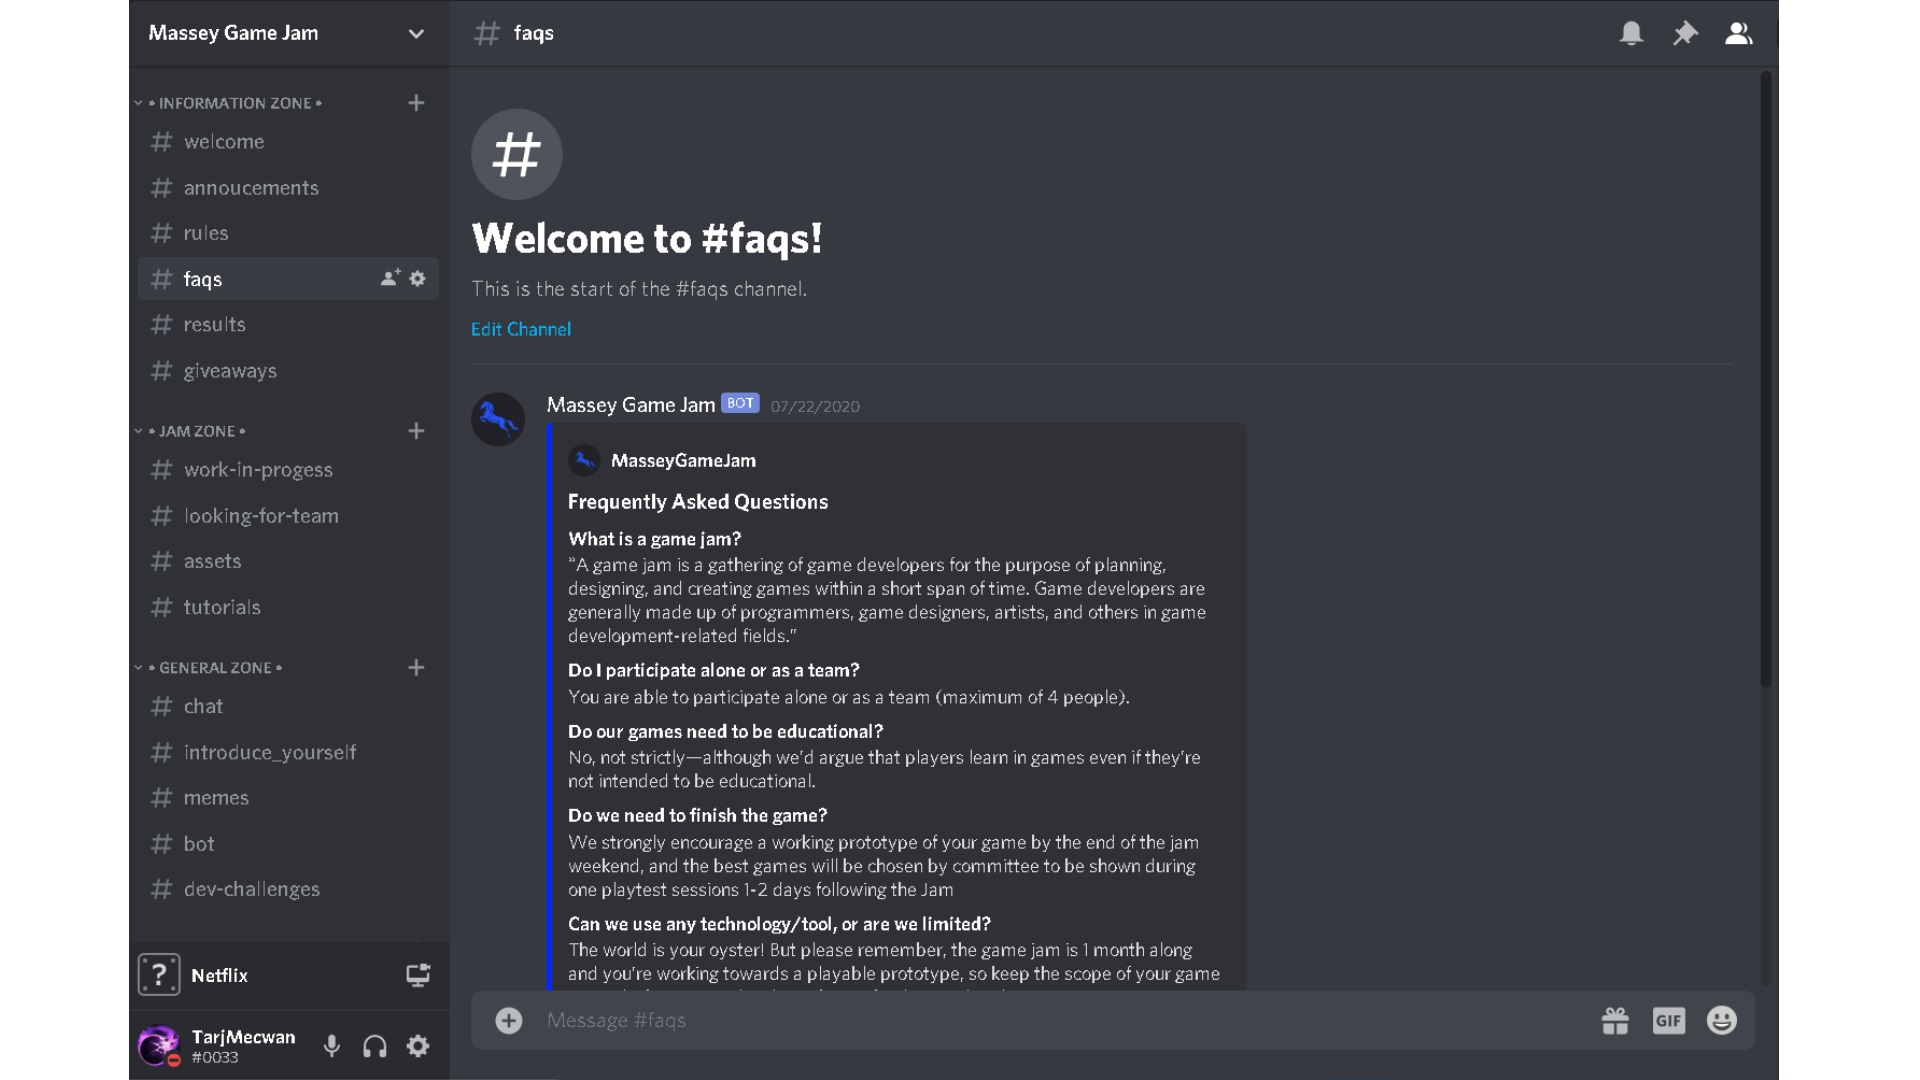 Massey Game Jam
• INFORMATION ZONE •
# welcome
# annoucements
# rules
# faqs
# results
# giveaways
• JAM ZONE •
# work-in-progess
# looking-for-team
# assets
# tutorials
• GENERAL ZONE •
# chat
# introduce_yourself
# memes
# bot
# dev-challenges
? Netflix
TarjMecwan
#0033
# faqs
#
Welcome to #faqs!
This is the start of the #faqs channel.
Edit Channel
Massey Game Jam BOT 07/22/2020
MasseyGameJam
Frequently Asked Questions
What is a game jam?
"A game jam is a gathering of game developers for the purpose of planning,
designing, and creating games within a short span of time. Game developers are
generally made up of programmers, game designers, artists, and others in game
development-related fields."
Do I participate alone or as a team?
You are able to participate alone or as a team (maximum of 4 people).
Do our games need to be educational?
No, not strictly—although we'd argue that players learn in games even if they're
not intended to be educational.
Do we need to finish the game?
We strongly encourage a working prototype of your game by the end of the jam
weekend, and the best games will be chosen by committee to be shown during
one playtest sessions 1-2 days following the Jam
Can we use any technology/tool, or are we limited?
The world is your oyster! But please remember, the game jam is 1 month along
and you're working towards a playable prototype, so keep the scope of your game
Message #faqs
GIF